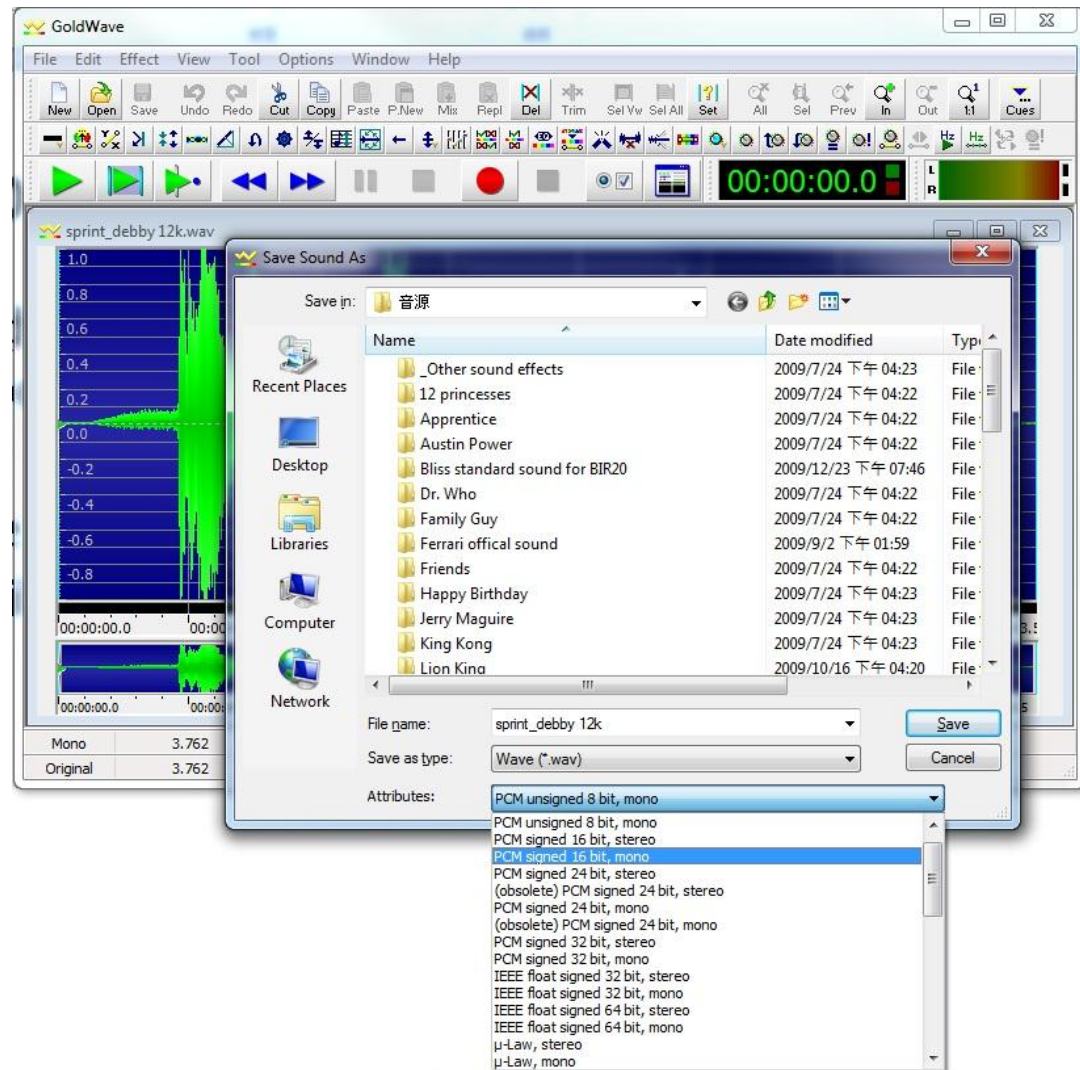 GoldWave
File Edit Effect View Tool Options Window Help
New Open Save Undo Redo Cut Copy Paste P.New Mix Repl Del Trim Sel Vw Sel All Set All Sel Prev In Out 1:1 Cues
00:00:00.0
L
R
sprint_debby 12k.wav
1.0
0.8
0.6
0.4
0.2
0.0
-0.2
-0.4
-0.6
-0.8
00:00:00.0
00:00:00.0
Mono 3.762
Original 3.762
Save Sound As
Save in: 音源
Name Date modified
Recent Places
Desktop
Libraries
Computer
Network
_Other sound effects 2009/7/24 下午 04:23 File
12 princesses 2009/7/24 下午 04:22 File
Apprentice 2009/7/24 下午 04:22 File
Austin Power 2009/7/24 下午 04:22 File
Bliss standard sound for BIR20 2009/12/23 下午 07:46 File
Dr. Who 2009/7/24 下午 04:22 File
Family Guy 2009/7/24 下午 04:22 File
Ferrari offical sound 2009/9/2 下午 01:59 File
Friends 2009/7/24 下午 04:22 File
Happy Birthday 2009/7/24 下午 04:23 File
Jerry Maguire 2009/7/24 下午 04:23 File
King Kong 2009/7/24 下午 04:23 File
Lion King 2009/10/16 下午 04:20 File
File name: sprint_debby 12k Save
Save as type: Wave (*.wav) Cancel
Attributes: PCM unsigned 8 bit, mono
PCM unsigned 8 bit, mono
PCM signed 16 bit, stereo
PCM signed 16 bit, mono
PCM signed 24 bit, stereo
(obsolete) PCM signed 24 bit, stereo
PCM signed 24 bit, mono
(obsolete) PCM signed 24 bit, mono
PCM signed 32 bit, stereo
PCM signed 32 bit, mono
IEEE float signed 32 bit, stereo
IEEE float signed 32 bit, mono
IEEE float signed 64 bit, stereo
IEEE float signed 64 bit, mono
µ-Law, stereo
µ-Law, mono